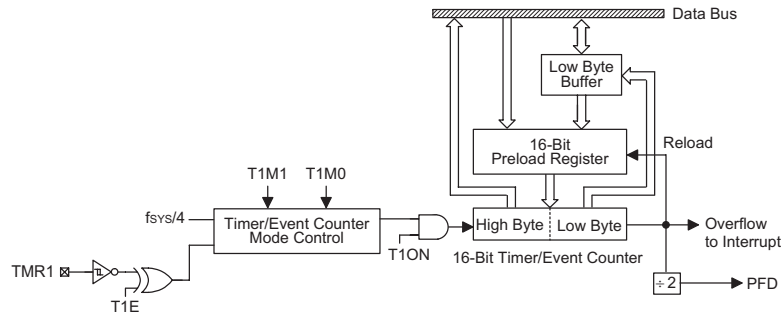 Data Bus
Low Byte
Buffer
16-Bit
Preload Register
Reload
T1M1
T1M0
fSYS/4
Timer/Event Counter
Mode Control
High Byte
Low Byte
Overflow
to Interrupt
T1ON
16-Bit Timer/Event Counter
TMR1
T1E
÷2
PFD